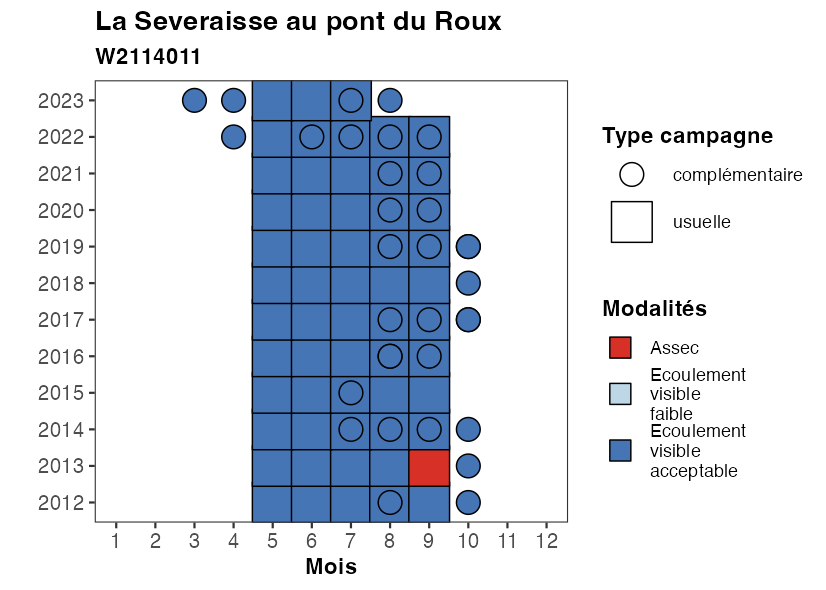 La Severaisse au pont du Roux
W2114011
2023
2022
2021
2020
2019
2018
2017
2016
2015
2014
2013
2012
1 2 3 4 5 6 7 8 9 10 11 12
Mois
Type campagne
complémentaire
usuelle
Modalités
Assec
Ecoulement
visible
faible
Ecoulement
visible
acceptable